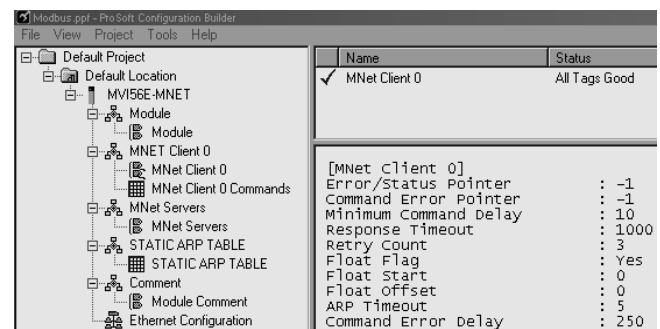 Modbus.ppf - ProSoft Configuration Builder
File View Project Tools Help
Default Project
Default Location
MVI56E-MNET
Module
Module
MNET Client 0
MNet Client 0
MNet Client 0 Commands
MNet Servers
MNet Servers
STATIC ARP TABLE
STATIC ARP TABLE
Comment
Module Comment
Ethernet Configuration
Name Status
MNet Client 0 All Tags Good
[MNet Client 0]
Error/Status Pointer : -1
Command Error Pointer : -1
Minimum Command Delay : 10
Response Timeout : 1000
Retry Count : 3
Float Flag : Yes
Float Start : 0
Float Offset : 0
ARP Timeout : 5
Command Error Delay : 250